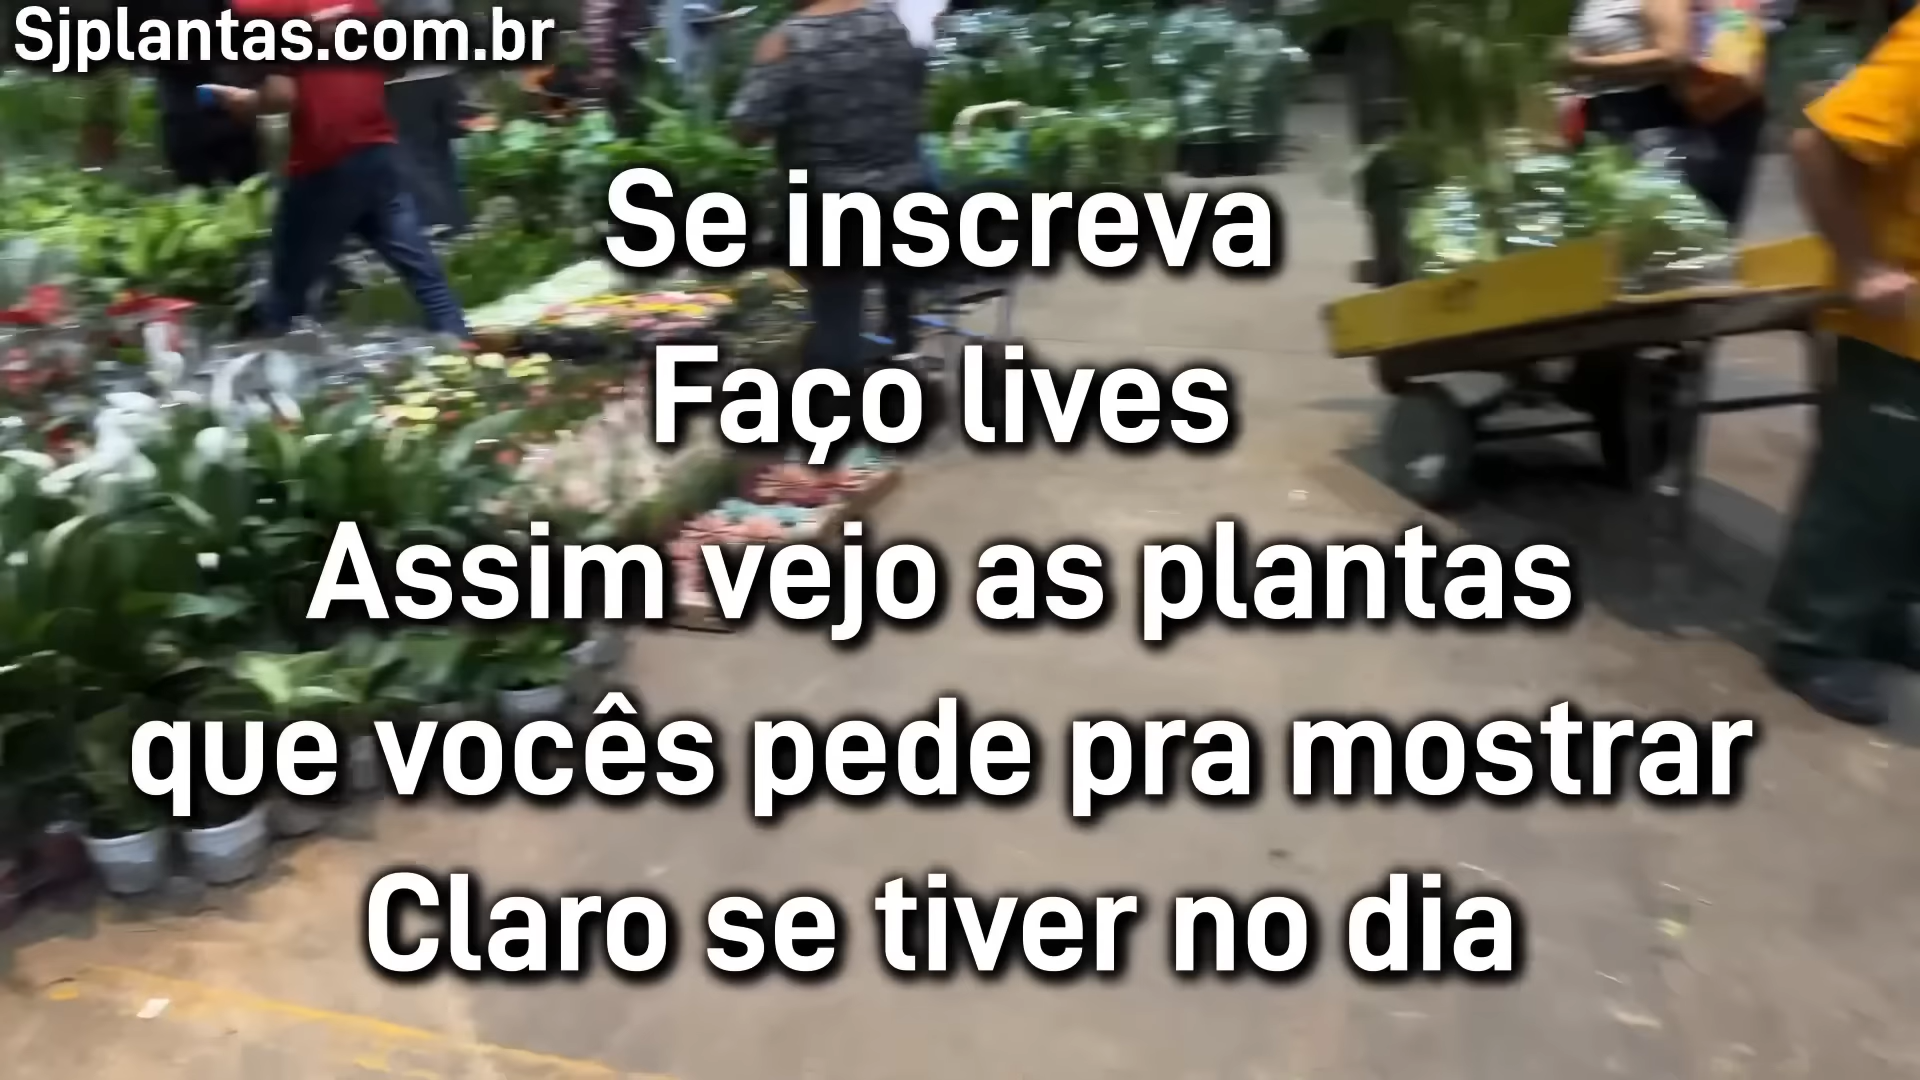 Sjplantas.com.br
Se inscreva
Faço lives
Assim vejo as plantas
que vocês pede pra mostrar
Claro se tiver no dia